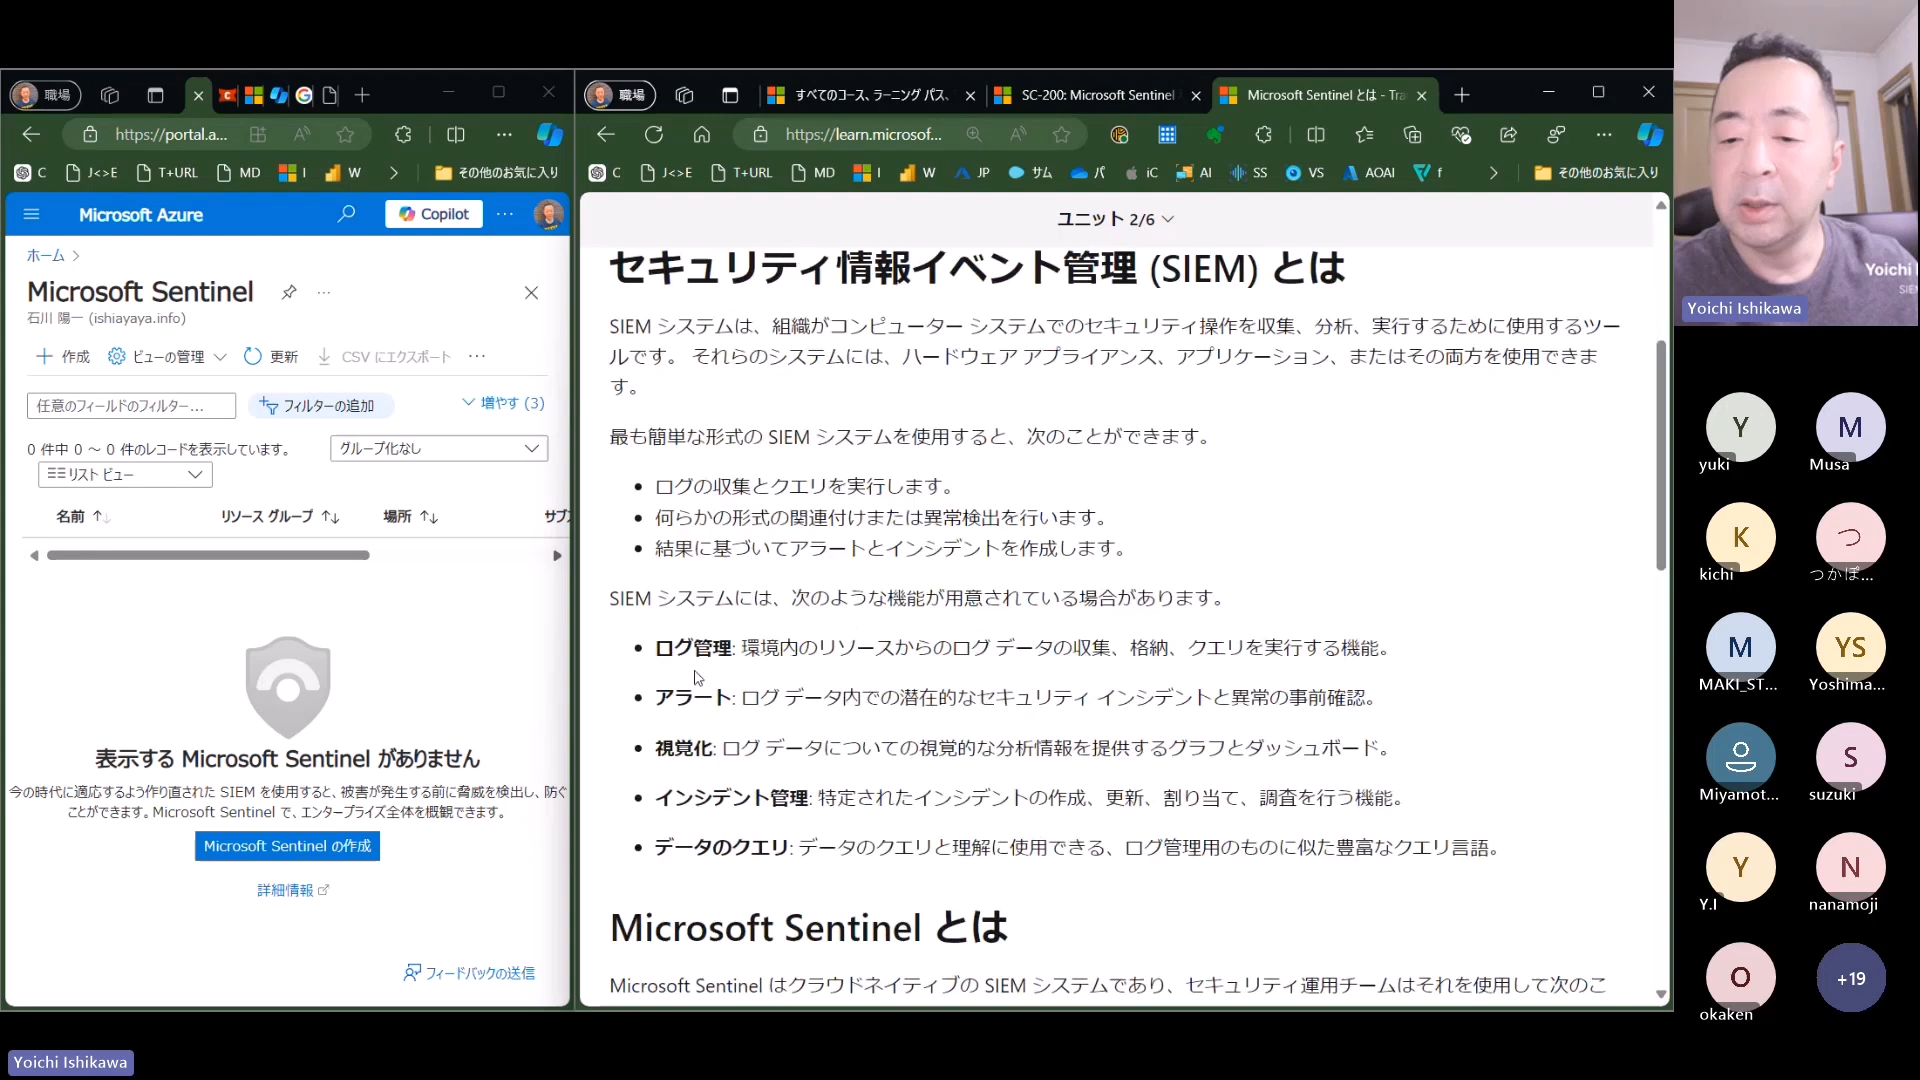 職場
https://portal.a...
C
J<>E
T+URL
MD
I
W
その他のお気に入り
Microsoft Azure
Copilot
ホーム
Microsoft Sentinel
石川 陽一 (ishiayaya.info)
作成
ビューの管理
更新
CSV にエクスポート
任意のフィールドのフィルター...
フィルターの追加
増やす (3)
0 件中 0 ～ 0 件のレコードを表示しています。
グループ化なし
リスト ビュー
名前
リソース グループ
場所
サブ
表示する Microsoft Sentinel がありません
今の時代に適応するよう作り直された SIEM を使用すると、被害が発生する前に脅威を検出し、防ぐ
ことができます。Microsoft Sentinel で、エンタープライズ全体を概観できます。
Microsoft Sentinel の作成
詳細情報
フィードバックの送信
職場
すべてのコース、ラーニング パス、
SC-200: Microsoft Sentinel
Microsoft Sentinel とは - Tra
https://learn.microsof...
C
J<>E
T+URL
MD
I
W
JP
サム
パ
iC
AI
SS
VS
AOAI
f
その他のお気に入り
ユニット 2/6
セキュリティ情報イベント管理 (SIEM) とは
SIEM システムは、組織がコンピューター システムでのセキュリティ操作を収集、分析、実行するために使用するツー
ルです。 それらのシステムには、ハードウェア アプライアンス、アプリケーション、またはその両方を使用できま
す。
最も簡単な形式の SIEM システムを使用すると、次のことができます。
• ログの収集とクエリを実行します。
• 何らかの形式の関連付けまたは異常検出を行います。
• 結果に基づいてアラートとインシデントを作成します。
SIEM システムには、次のような機能が用意されている場合があります。
• ログ管理: 環境内のリソースからのログ データの収集、格納、クエリを実行する機能。
• アラート: ログ データ内での潜在的なセキュリティ インシデントと異常の事前確認。
• 視覚化: ログ データについての視覚的な分析情報を提供するグラフとダッシュボード。
• インシデント管理: 特定されたインシデントの作成、更新、割り当て、調査を行う機能。
• データのクエリ: データのクエリと理解に使用できる、ログ管理用のものに似た豊富なクエリ言語。
Microsoft Sentinel とは
Microsoft Sentinel はクラウドネイティブの SIEM システムであり、セキュリティ運用チームはそれを使用して次のこ
Yoichi
SIE
Yoichi Ishikawa
Y
yuki
M
Musa
K
kichi
つ
つかぽ...
M
MAKI_ST...
YS
Yoshima...
Miyamot...
S
suzuki
Y
Y.I
N
nanamoji
O
okaken
+19
Yoichi Ishikawa